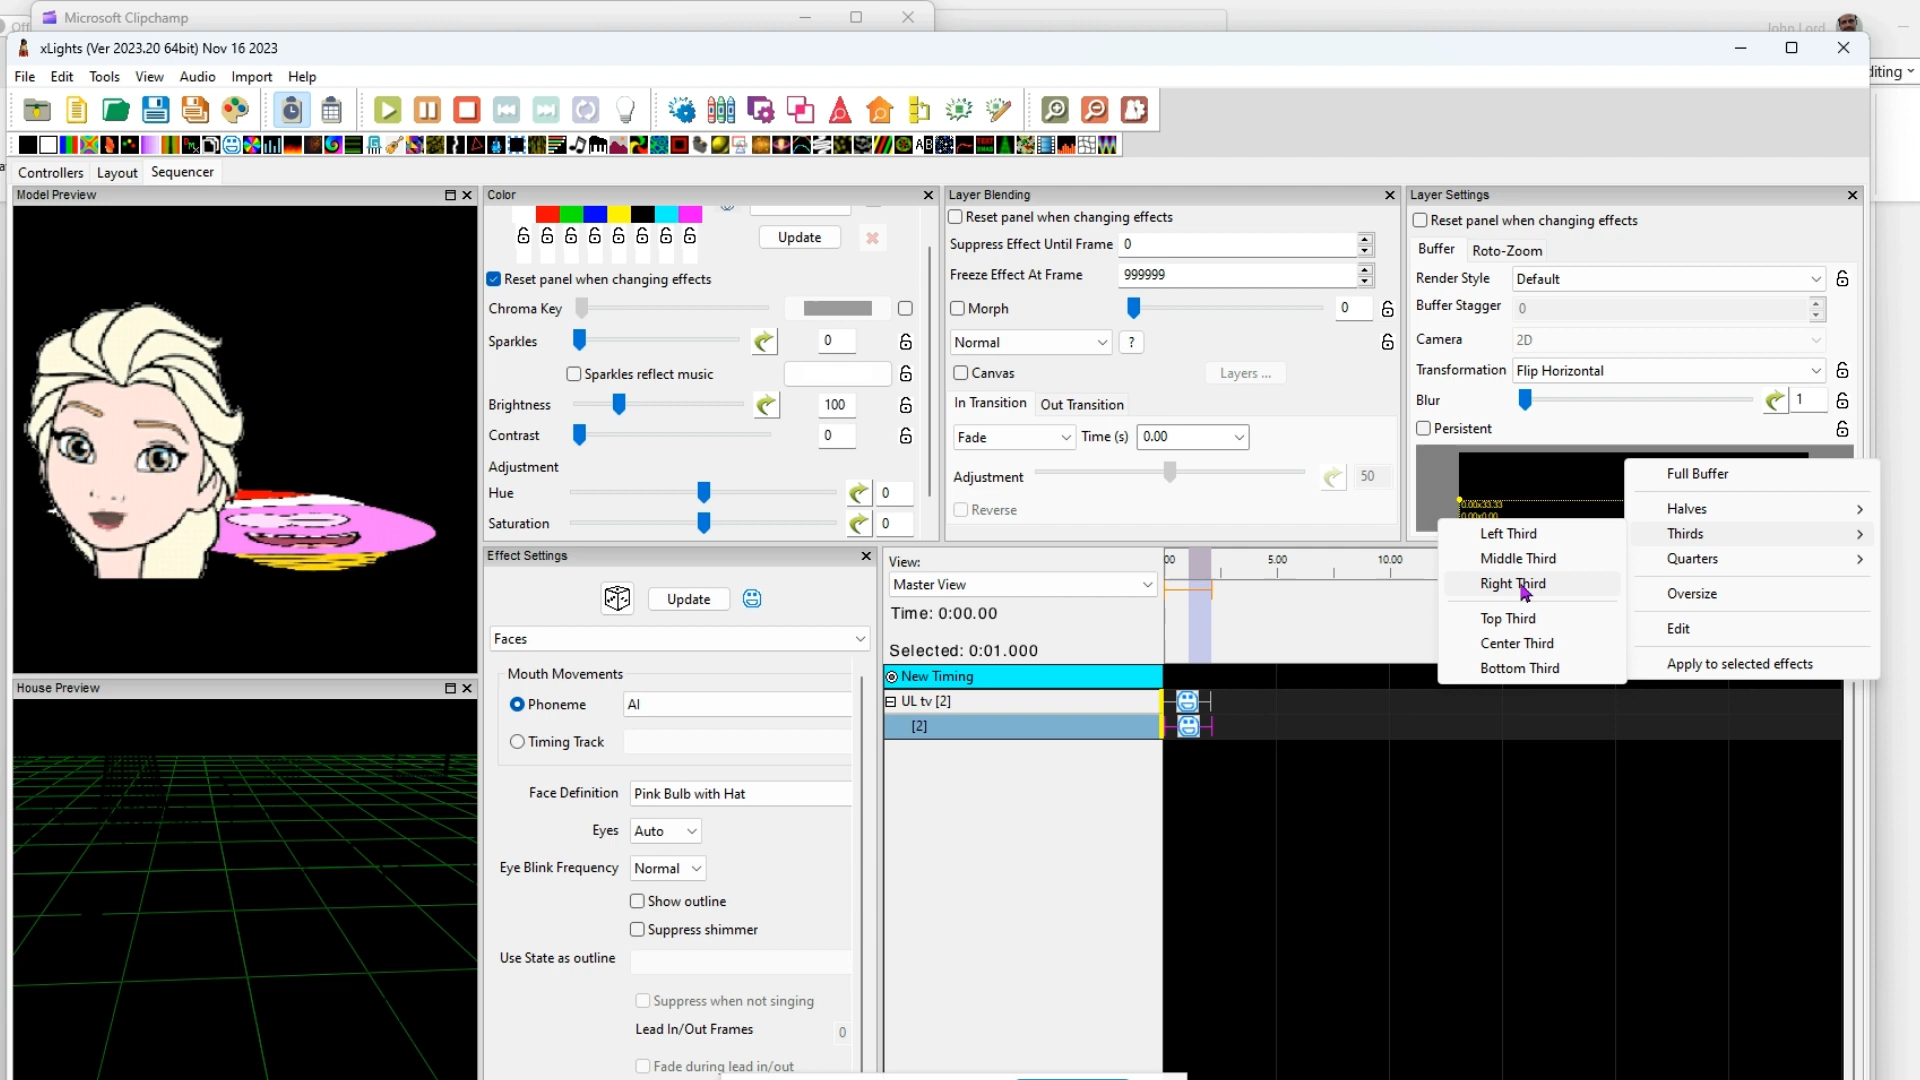 Microsoft Clipchamp
John Lord
xLights (Ver 2023.20 64bit) Nov 16 2023
File Edit Tools View Audio Import Help
diting
Controllers Layout Sequencer
Model Preview
Color
Update
Reset panel when changing effects
Chroma Key
Sparkles 0
Sparkles reflect music
Brightness 100
Contrast 0
Adjustment
Hue 0
Saturation 0
Layer Blending
Reset panel when changing effects
Suppress Effect Until Frame 0
Freeze Effect At Frame 999999
Morph 0
Normal ?
Canvas Layers ...
In Transition Out Transition
Fade Time (s) 0.00
Adjustment 50
Reverse
Layer Settings
Reset panel when changing effects
Buffer Roto-Zoom
Render Style Default
Buffer Stagger 0
Camera 2D
Transformation Flip Horizontal
Blur 1
Persistent
0.00x33.33
0.00x0.00
Full Buffer
Halves
Thirds
Quarters
Oversize
Edit
Apply to selected effects
Left Third
Middle Third
Right Third
Top Third
Center Third
Bottom Third
House Preview
Effect Settings
Update
Faces
Mouth Movements
Phoneme AI
Timing Track
Face Definition Pink Bulb with Hat
Eyes Auto
Eye Blink Frequency Normal
Show outline
Suppress shimmer
Use State as outline
Suppress when not singing
Lead In/Out Frames 0
Fade during lead in/out
View:
Master View
Time: 0:00.00
Selected: 0:01.000
00 5.00 10.00
New Timing
UL tv [2]
[2]